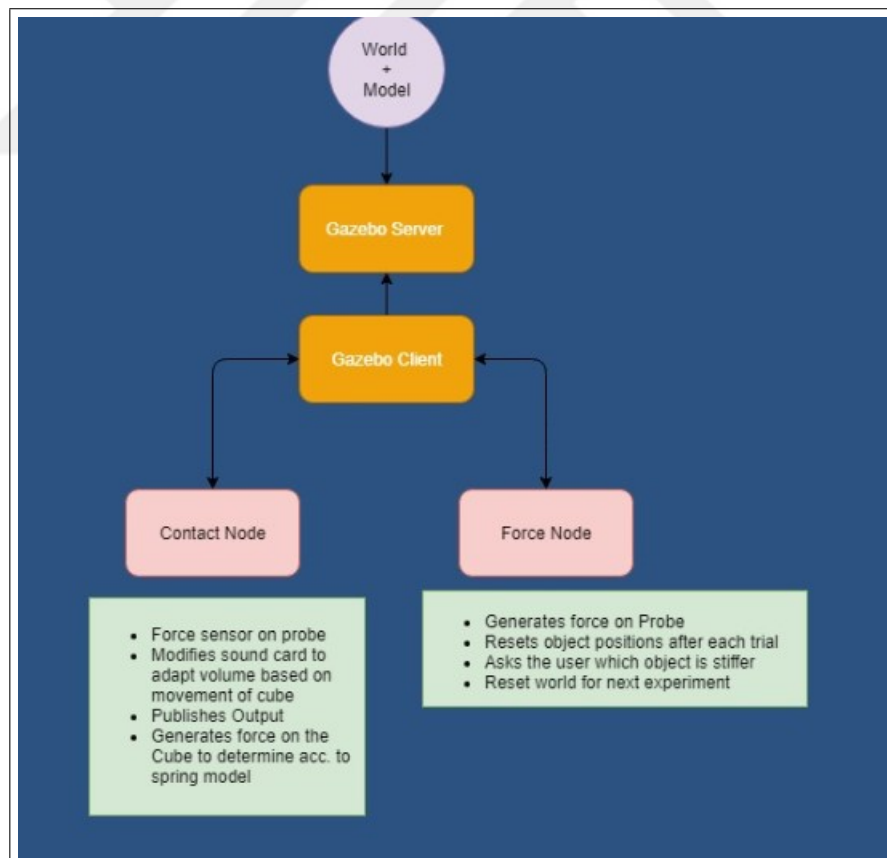 World
+
Model
Gazebo Server
Gazebo Client
Contact Node
Force Node
• Force sensor on probe
• Modifies sound card to
adapt volume based on
movement of cube
• Publishes Output
• Generates force on the
Cube to determine acc. to
spring model
• Generates force on Probe
• Resets object positions after each trial
• Asks the user which object is stiffer
• Reset world for next experiment